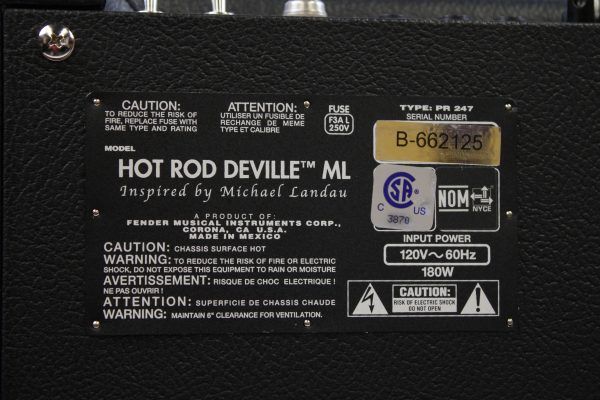 CAUTION:
TO REDUCE THE RISK OF
FIRE, REPLACE FUSE WITH
SAME TYPE AND RATING
ATTENTION:
UTILISER UN FUSIBLE DE
RECHANGE DE MEME
TYPE ET CALIBRE
FUSE
F3A L
250V
TYPE: PR 247
SERIAL NUMBER
B-662125
MODEL
HOT ROD DEVILLE™ ML
Inspired by Michael Landau
A PRODUCT OF:
FENDER MUSICAL INSTRUMENTS CORP.,
CORONA, CA U.S.A.
MADE IN MEXICO
CSA
C US
3870
NOM
NYCE
INPUT POWER
120V~60Hz
180W
CAUTION: CHASSIS SURFACE HOT
WARNING: TO REDUCE THE RISK OF FIRE OR ELECTRIC
SHOCK, DO NOT EXPOSE THIS EQUIPMENT TO RAIN OR MOISTURE
AVERTISSEMENT: RISQUE DE CHOC ELECTRIQUE !
NE PAS OUVRIR !
ATTENTION: SUPERFICIE DE CHASSIS CHAUDE
WARNING: MAINTAIN 6" CLEARANCE FOR VENTILATION.
CAUTION:
RISK OF ELECTRIC SHOCK
DO NOT OPEN